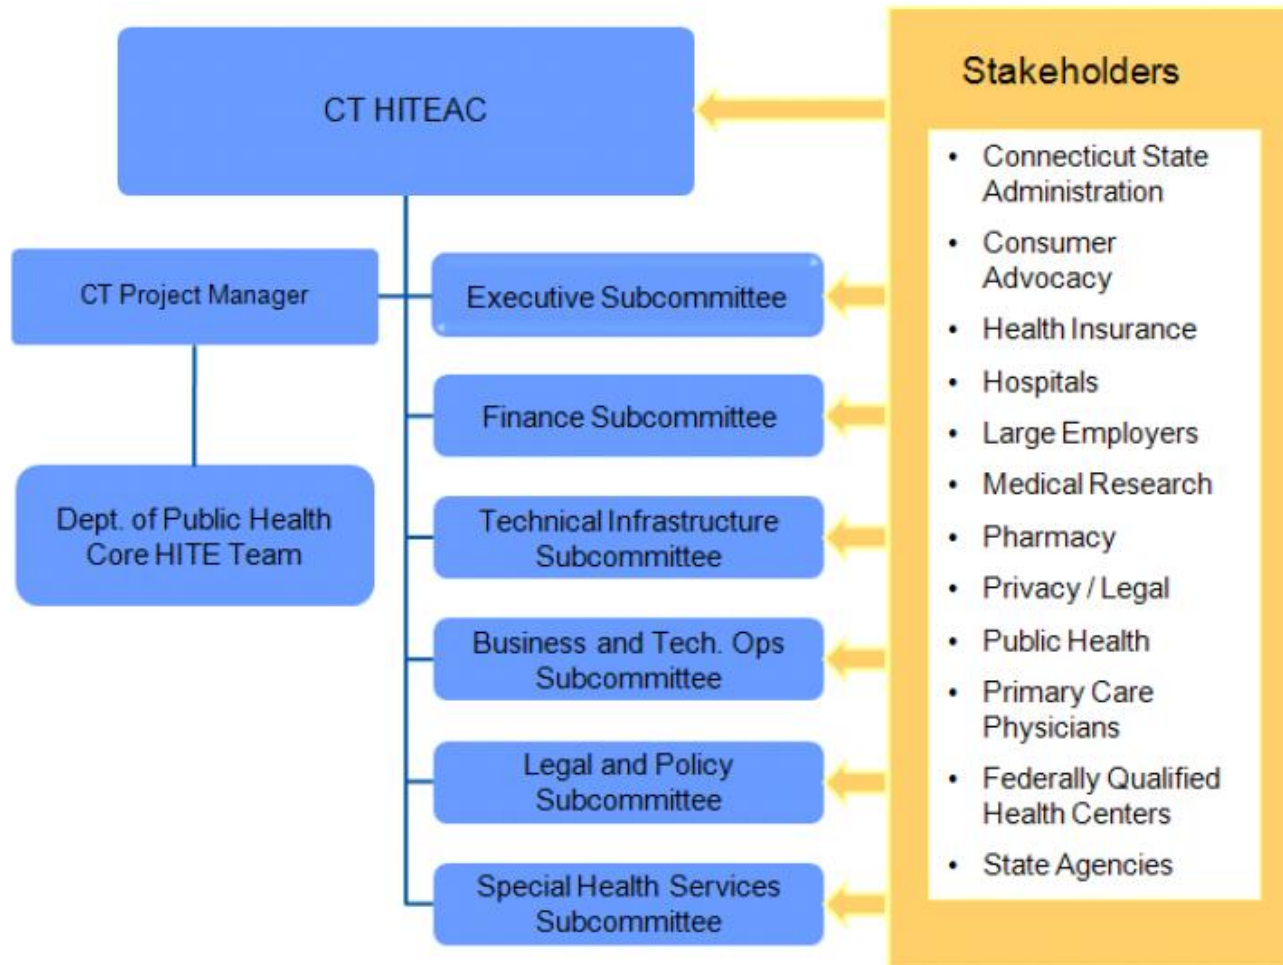 CT HITEAC
CT Project Manager
Dept. of Public Health
Core HITE Team
Executive Subcommittee
Finance Subcommittee
Technical Infrastructure
Subcommittee
Business and Tech. Ops
Subcommittee
Legal and Policy
Subcommittee
Special Health Services
Subcommittee
Stakeholders
• Connecticut State
Administration
• Consumer
Advocacy
• Health Insurance
• Hospitals
• Large Employers
• Medical Research
• Pharmacy
• Privacy / Legal
• Public Health
• Primary Care
Physicians
• Federally Qualified
Health Centers
• State Agencies